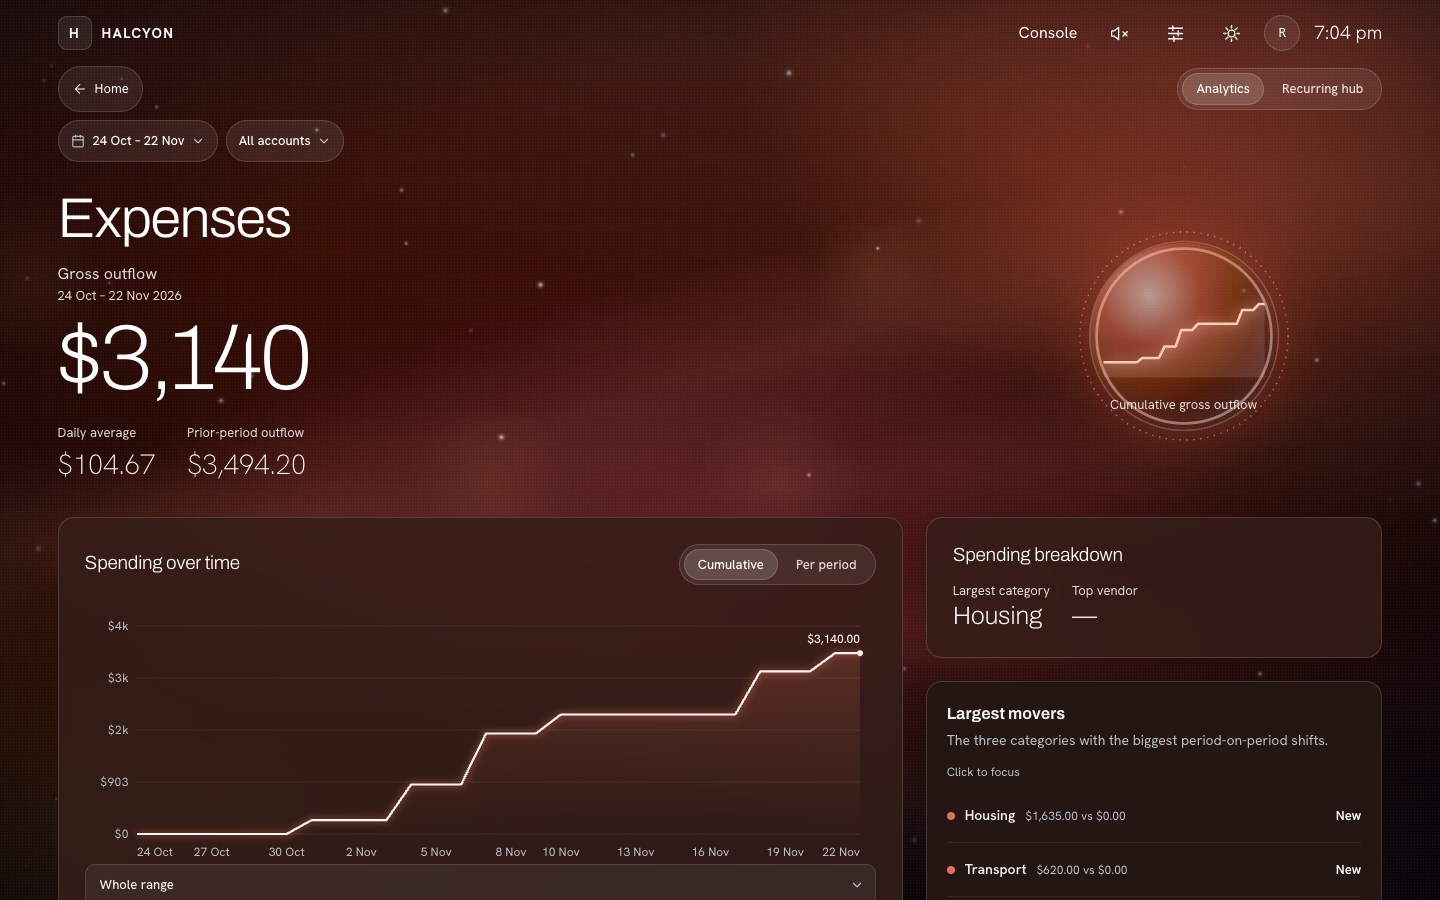 H HALCYON
Console
R
7:04 pm
Home
Analytics
Recurring hub
24 Oct – 22 Nov
All accounts
Expenses
Gross outflow
24 Oct – 22 Nov 2026
$3,140
Daily average
$104.67
Prior-period outflow
$3,494.20
Cumulative gross outflow
Spending over time
Cumulative
Per period
$4k
$3,140.00
$3k
$2k
$903
$0
24 Oct
27 Oct
30 Oct
2 Nov
5 Nov
8 Nov
10 Nov
13 Nov
16 Nov
19 Nov
22 Nov
Whole range
Spending breakdown
Largest category
Housing
Top vendor
—
Largest movers
The three categories with the biggest period-on-period shifts.
Click to focus
Housing $1,635.00 vs $0.00 New
Transport $620.00 vs $0.00 New